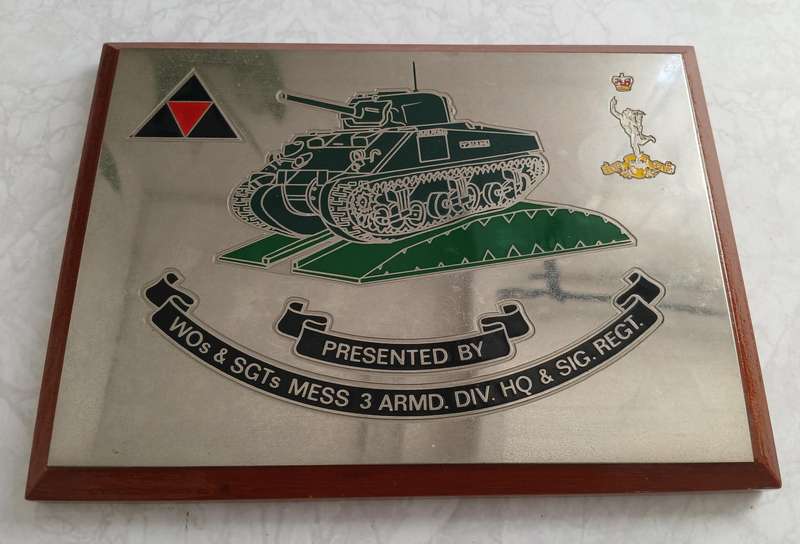 PRESENTED BY
WOs & SGTs MESS 3 ARMD. DIV. HQ & SIG. REGT.